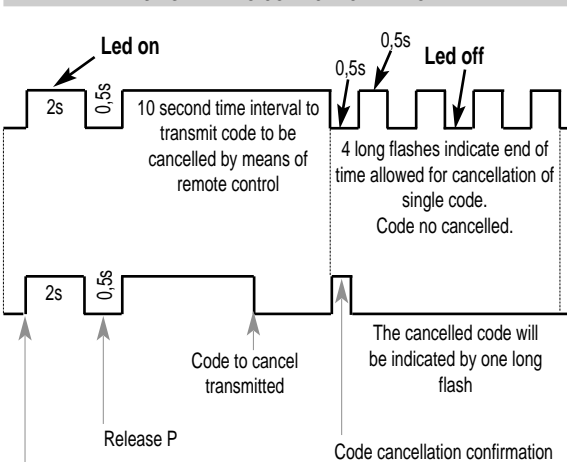 Led on
0,5s
0,5s
Led off
2s
0,5s
10 second time interval to
transmit code to be
cancelled by means of
remote control
4 long flashes indicate end of
time allowed for cancellation of
single code.
Code no cancelled.
2s
0,5s
Code to cancel
transmitted
The cancelled code will
be indicated by one long
flash
Release P
Code cancellation confirmation